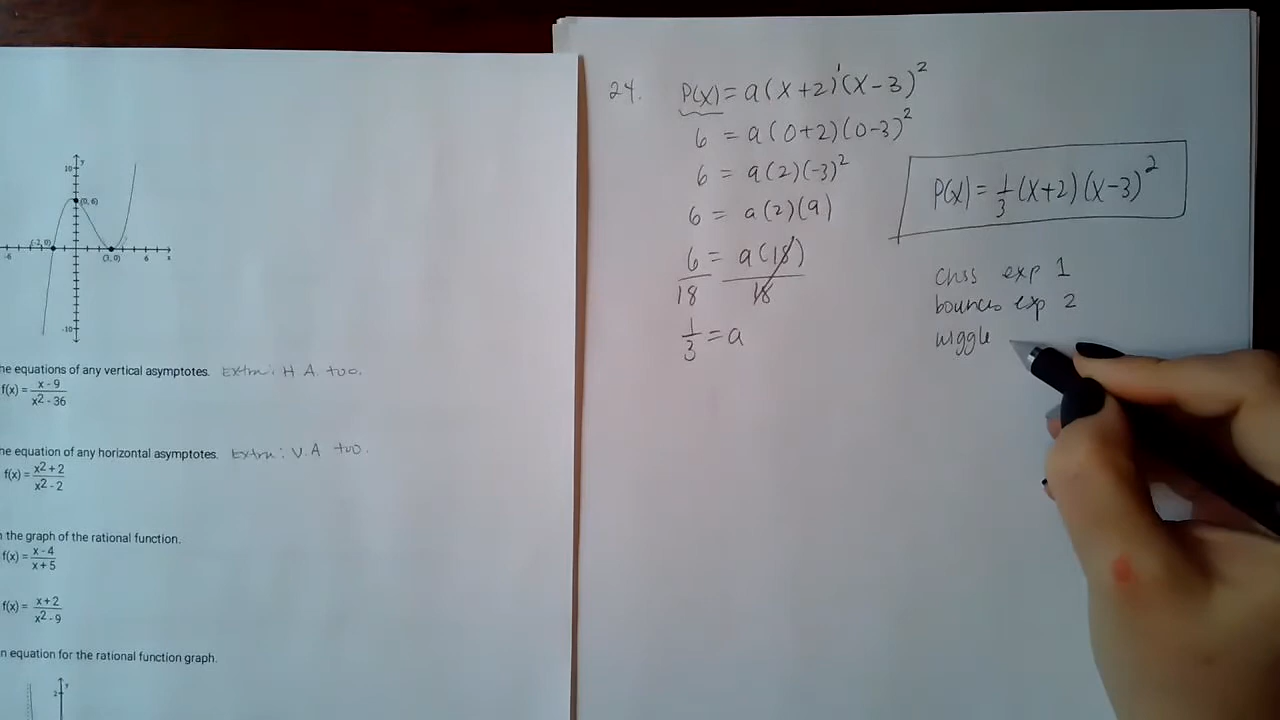 10
y
(0, 6)
(-2, 0)
-6
(3, 0)
6
x
-10
he equations of any vertical asymptotes. Extra: H.A. too.
f(x) = x - 9 / x2 - 36
he equation of any horizontal asymptotes. Extra: V.A too.
f(x) = x2 + 2 / x2 - 2
the graph of the rational function.
f(x) = x - 4 / x + 5
f(x) = x + 2 / x2 - 9
n equation for the rational function graph.
y
2
24. P(x) = a(x+2)¹(x-3)²
6 = a(0+2)(0-3)²
6 = a(2)(-3)²
6 = a(2)(9)
6 = a(18)
18 18
1/3 = a
P(x) = 1/3 (x+2)(x-3)²
exp 1
bounces exp 2
wiggle